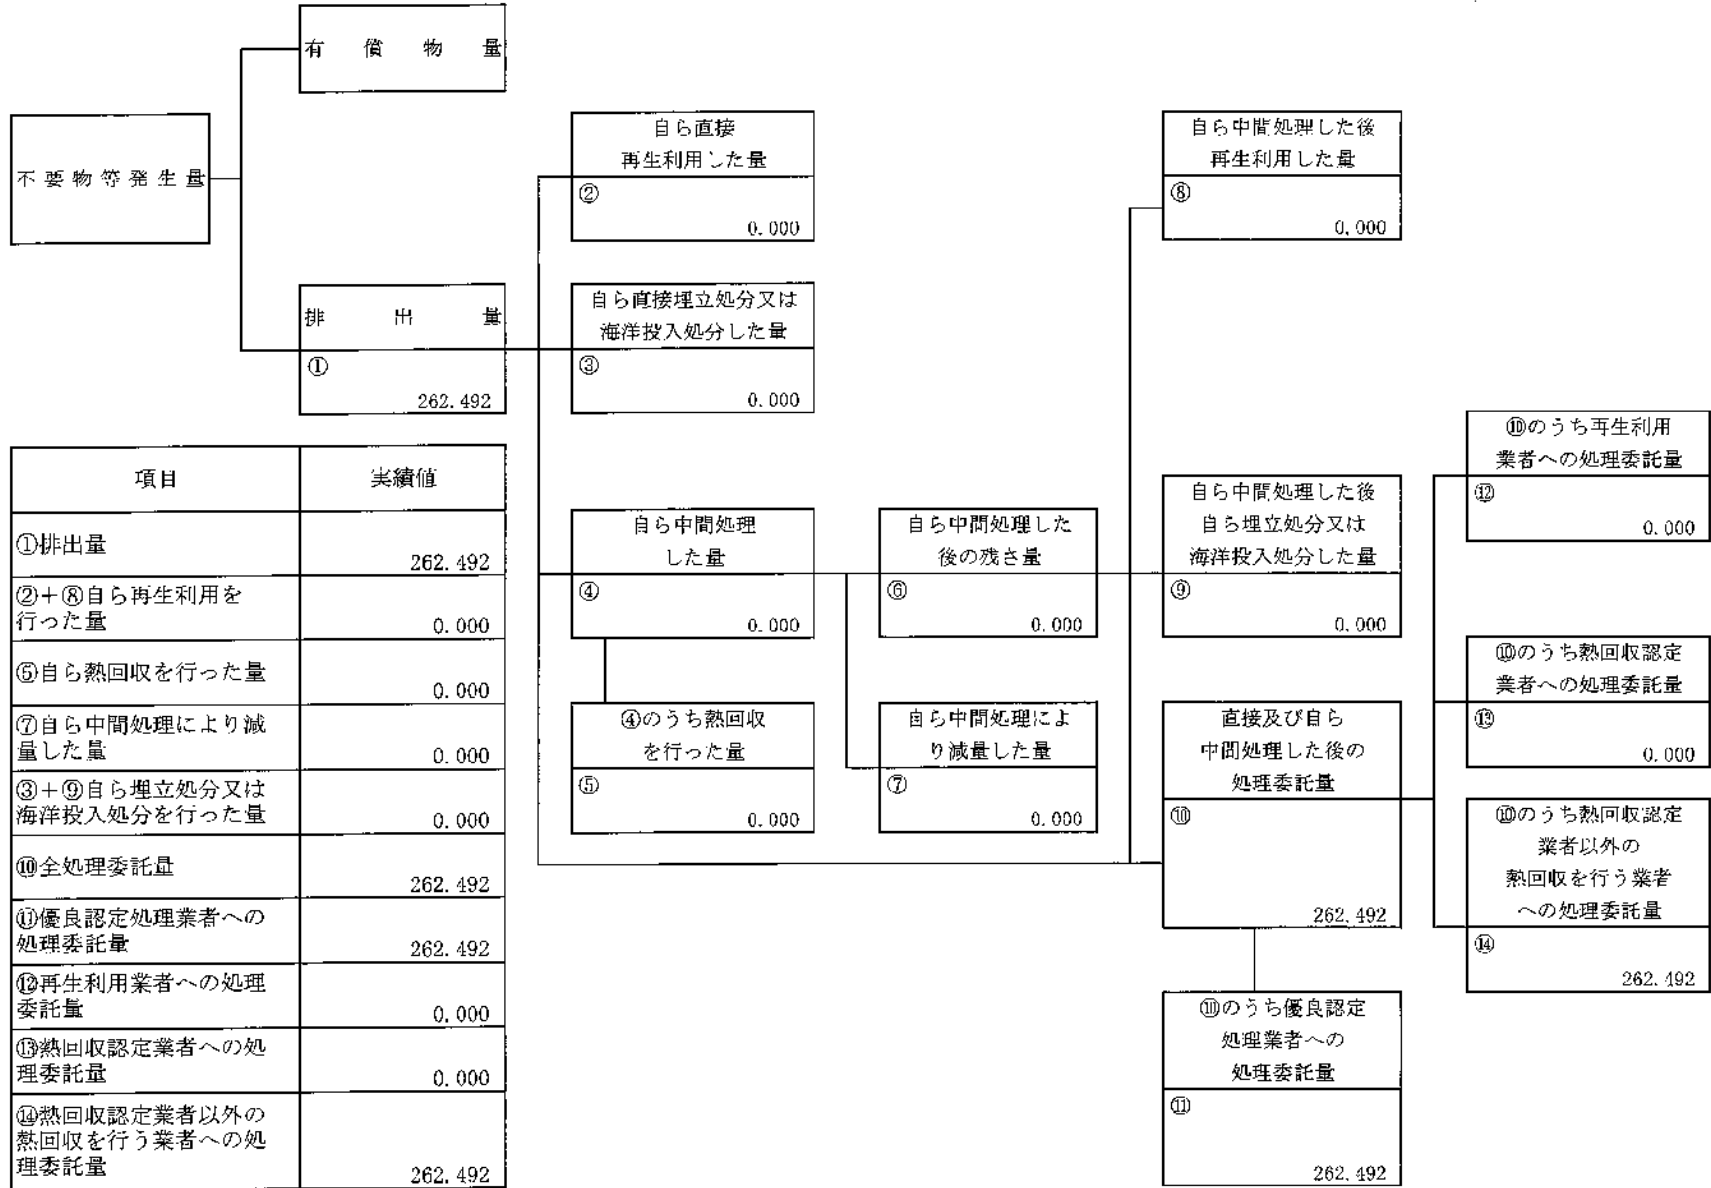 有償物量
不要物等発生量
排出量
①
262.492
自ら直接
再生利用した量
②
0.000
自ら直接埋立処分又は
海洋投入処分した量
③
0.000
自ら中間処理した後
再生利用した量
⑧
0.000
自ら中間処理
した量
④
0.000
④のうち熱回収
を行った量
⑤
0.000
自ら中間処理した
後の残さ量
⑥
0.000
自ら中間処理によ
り減量した量
⑦
0.000
自ら中間処理した後
自ら埋立処分又は
海洋投入処分した量
⑨
0.000
直接及び自ら
中間処理した後の
処理委託量
⑩
262.492
⑩のうち優良認定
処理業者への
処理委託量
⑪
262.492
⑩のうち再生利用
業者への処理委託量
⑫
0.000
⑩のうち熱回収認定
業者への処理委託量
⑬
0.000
⑩のうち熱回収認定
業者以外の
熱回収を行う業者
への処理委託量
⑭
262.492
項目 実績値
①排出量 262.492
②+⑧自ら再生利用を
行った量 0.000
⑤自ら熱回収を行った量 0.000
⑦自ら中間処理により減
量した量 0.000
③+⑨自ら埋立処分又は
海洋投入処分を行った量 0.000
⑩全処理委託量 262.492
⑪優良認定処理業者への
処理委託量 262.492
⑫再生利用業者への処理
委託量 0.000
⑬熱回収認定業者への処
理委託量 0.000
⑭熱回収認定業者以外の
熱回収を行う業者への処
理委託量 262.492